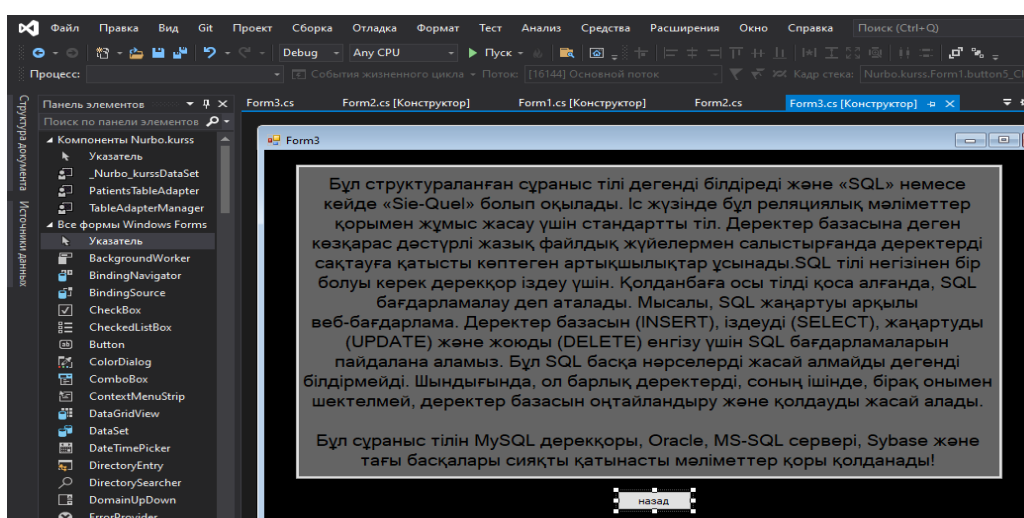 Файл Правка Вид Git Проект Сборка Отладка Формат Тест Анализ Средства Расширения Окно Справка Поиск (Ctrl+Q)
Debug Any CPU Пуск
Процесс: События жизненного цикла Поток: [16144] Основной поток Кадр стека: Nurbo.kurss.Form1.button5_Cl
Структура документа
Источники данных
Панель элементов
Поиск по панели элементов
Компоненты Nurbo.kurss
Указатель
_Nurbo_kurssDataSet
PatientsTableAdapter
TableAdapterManager
Все формы Windows Forms
Указатель
BackgroundWorker
BindingNavigator
BindingSource
CheckBox
CheckedListBox
Button
ColorDialog
ComboBox
ContextMenuStrip
DataGridView
DataSet
DateTimePicker
DirectoryEntry
DirectorySearcher
DomainUpDown
ErrorProvider
Form3.cs Form2.cs [Конструктор] Form1.cs [Конструктор] Form2.cs Form3.cs [Конструктор]
Form3
Бұл структураланған сұраныс тілі дегенді білдіреді және «SQL» немесе
кейде «Sie-Quel» болып оқылады. Іс жүзінде бұл реляциялық мәліметтер
қорымен жұмыс жасау үшін стандартты тіл. Деректер базасына деген
көзқарас дәстүрлі жазық файлдық жүйелермен салыстырғанда деректерді
сақтауға қатысты көптеген артықшылықтар ұсынады.SQL тілі негізінен бір
болуы керек дерекқор іздеу үшін. Қолданбаға осы тілді қоса алғанда, SQL
бағдарламалау деп аталады. Мысалы, SQL жаңартуы арқылы
веб-бағдарлама. Деректер базасын (INSERT), іздеуді (SELECT), жаңартуды
(UPDATE) және жоюды (DELETE) енгізу үшін SQL бағдарламаларын
пайдалана аламыз. Бұл SQL басқа нәрселерді жасай алмайды дегенді
білдірмейді. Шындығында, ол барлық деректерді, соның ішінде, бірақ онымен
шектелмей, деректер базасын оңтайландыру және қолдауды жасай алады.
Бұл сұраныс тілін MySQL дерекқоры, Oracle, MS-SQL сервері, Sybase және
тағы басқалары сияқты қатынасты мәліметтер қоры қолданады!
назад